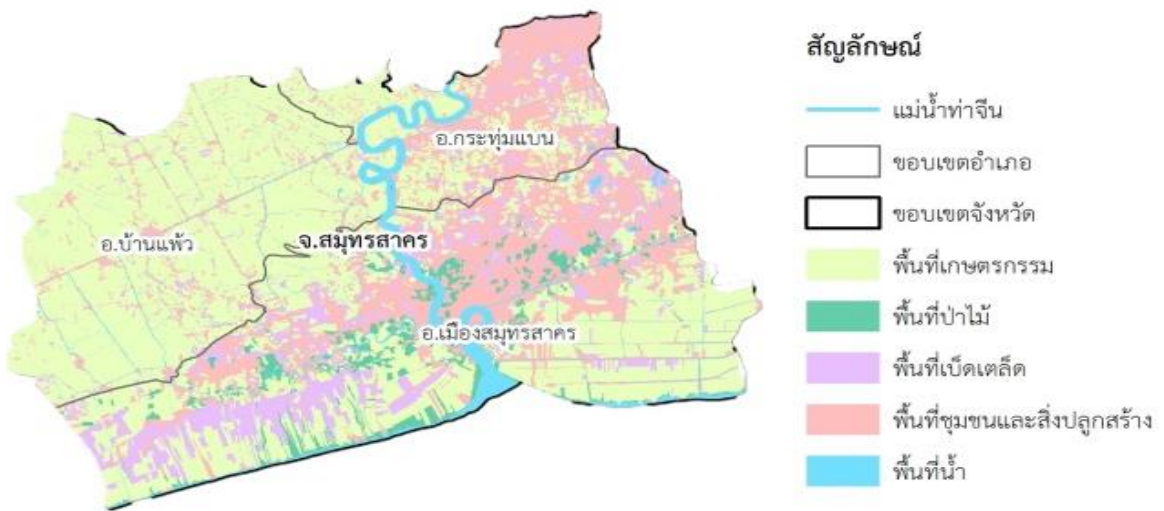 สัญลักษณ์
แม่น้ำท่าจีน
ขอบเขตอำเภอ
ขอบเขตจังหวัด
พื้นที่เกษตรกรรม
พื้นที่ป่าไม้
พื้นที่เบ็ดเตล็ด
พื้นที่ชุมชนและสิ่งปลูกสร้าง
พื้นที่น้ำ
อ.กระทุ่มแบน
อ.บ้านแพ้ว
จ.สมุทรสาคร
อ.เมืองสมุทรสาคร